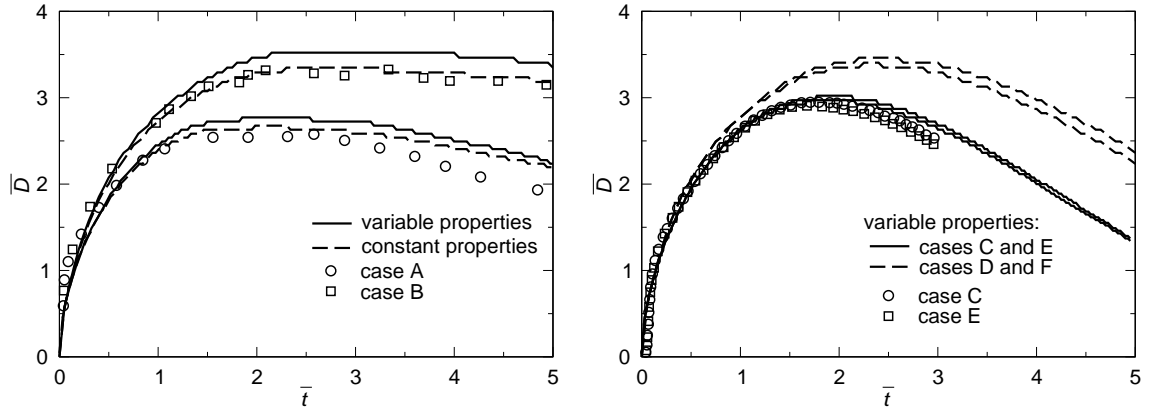 4
3
2
1
0
D
0 1 2 3 4 5
t
variable properties
constant properties
case A
case B
4
3
2
1
0
D
0 1 2 3 4 5
t
variable properties:
cases C and E
cases D and F
case C
case E